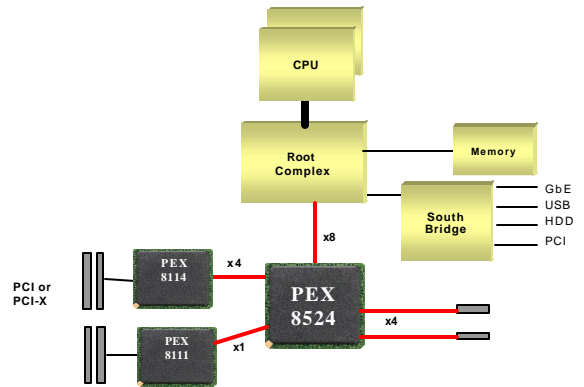 CPU
Root
Complex
Memory
South
Bridge
GbE
USB
HDD
PCI
x8
PCI or
PCI-X
PEX
8114
x4
PEX
8524
x4
PEX
8111
x1